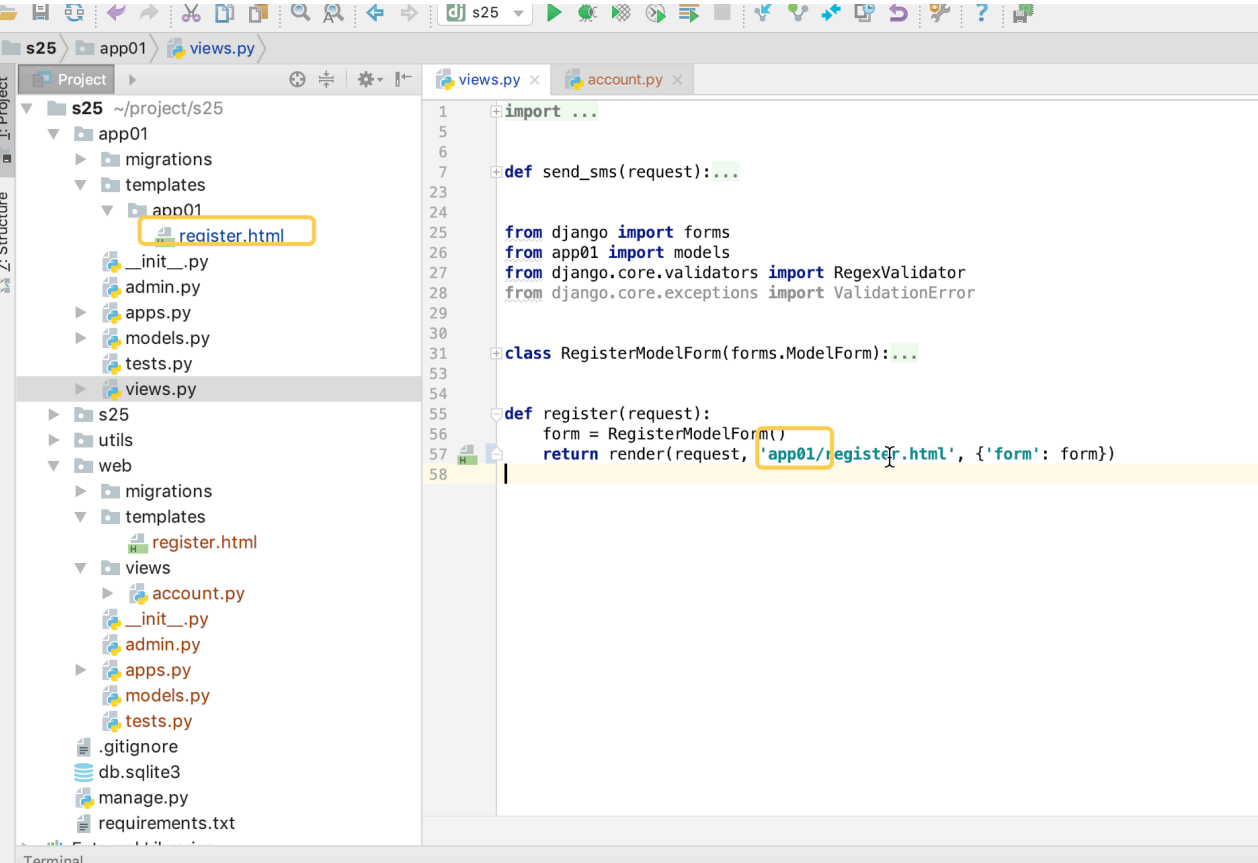 s25
s25
app01
views.py
1: Project
Z: Structure
Project
s25 ~/project/s25
app01
migrations
templates
app01
register.html
__init__.py
admin.py
apps.py
models.py
tests.py
views.py
s25
utils
web
migrations
templates
register.html
views
account.py
__init__.py
admin.py
apps.py
models.py
tests.py
.gitignore
db.sqlite3
manage.py
requirements.txt
External Libraries
Terminal
views.py
account.py
1 import ...
5
6
7 def send_sms(request):...
23
24
25 from django import forms
26 from app01 import models
27 from django.core.validators import RegexValidator
28 from django.core.exceptions import ValidationError
29
30
31 class RegisterModelForm(forms.ModelForm):...
53
54
55 def register(request):
56 form = RegisterModelForm()
57 return render(request, 'app01/register.html', {'form': form})
58